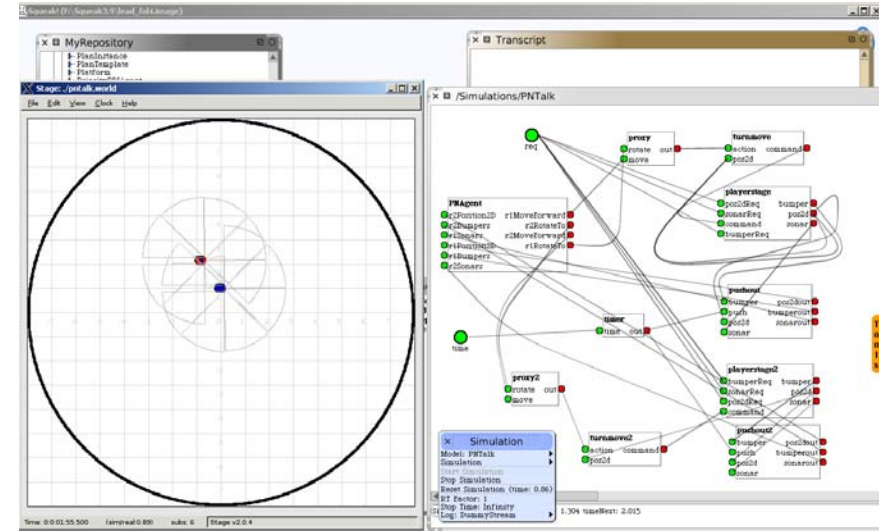 MyRepository
PlanInstance
PlanTemplate
Platform
Transcript
Stage: ./pntalk.world
File Edit View Clock Help
Time: 0:0:01:55.500 (sim/real:0.89) subs: 6 Stage v2.0.4
/Simulations/PNTalk
req
time
proxy
rotate out
move
turnmove
action command
pos2d
playerstage
pos2dReq bumper
sonarReq pos2d
command sonar
bumperReq
PNAgent
r2Position2D r1MoveForward
r2Bumpers r2RotateTo
r1Sonars r2MoveForward
r1Position2D r1RotateTo
r1Bumpers
r2Sonars
pushout
bumper pos2dout
push bumperout
pos2d sonarout
sonar
timer
time out
proxy2
rotate out
move
playerstage2
bumperReq bumper
sonarReq pos2d
pos2dReq sonar
command
turnmove2
action command
pos2d
pushout2
bumper pos2dout
push bumperout
pos2d sonarout
sonar
Simulation
Model: PNTalk
Simulation
Start Simulation
Stop Simulation
Reset Simulation (time: 0.86)
RT Factor: 1
Stop Time: Infinity
Log: DummyStream
1.304 timeNext: 2.015